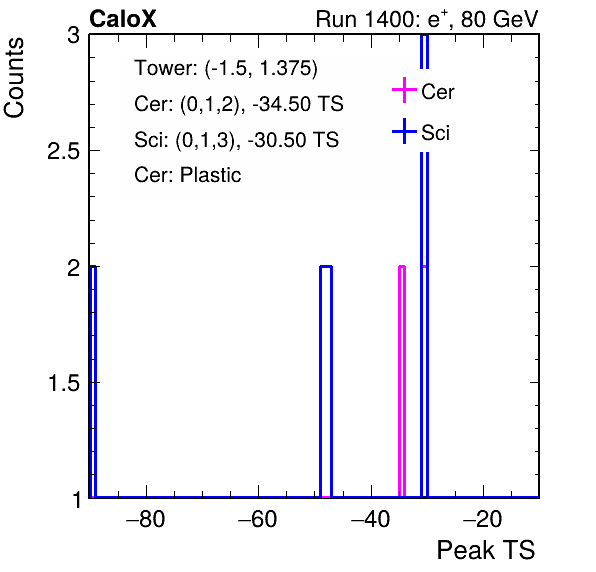 CaloX Run 1400: e⁺, 80 GeV
Counts
3
2.5
2
1.5
1
Tower: (-1.5, 1.375)
Cer: (0,1,2), -34.50 TS
Sci: (0,1,3), -30.50 TS
Cer: Plastic
Cer
Sci
−80 −60 −40 −20
Peak TS